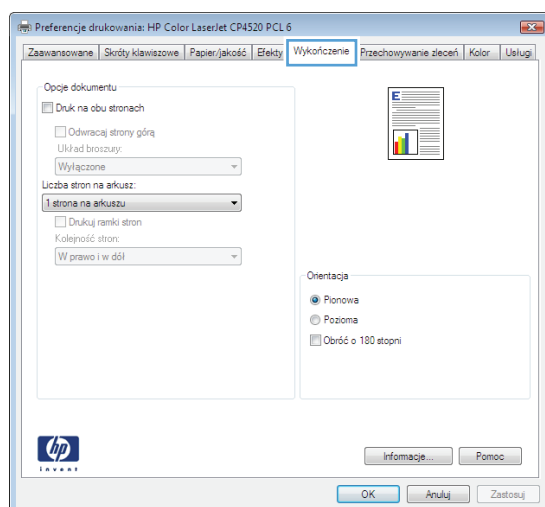 Preferencje drukowania: HP Color LaserJet CP4520 PCL 6
Zaawansowane Skróty klawiszowe Papier/jakość Efekty Wykończenie Przechowywanie zleceń Kolor Usługi
Opcje dokumentu
Druk na obu stronach
Odwracaj strony górą
Układ broszury:
Wyłączone
Liczba stron na arkusz:
1 strona na arkuszu
Drukuj ramki stron
Kolejność stron:
W prawo i w dół
E
Orientacja
Pionowa
Pozioma
Obróć o 180 stopni
hp
invent
Informacje... Pomoc
OK Anuluj Zastosuj